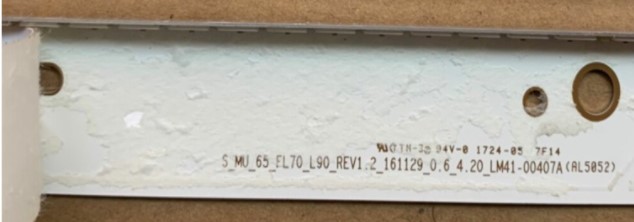 94V-0 1724-05 7F14
S_MU_65_FL70_L90_REV1.2_161129_0.6_4.20_LM41-00407A(AL5052)